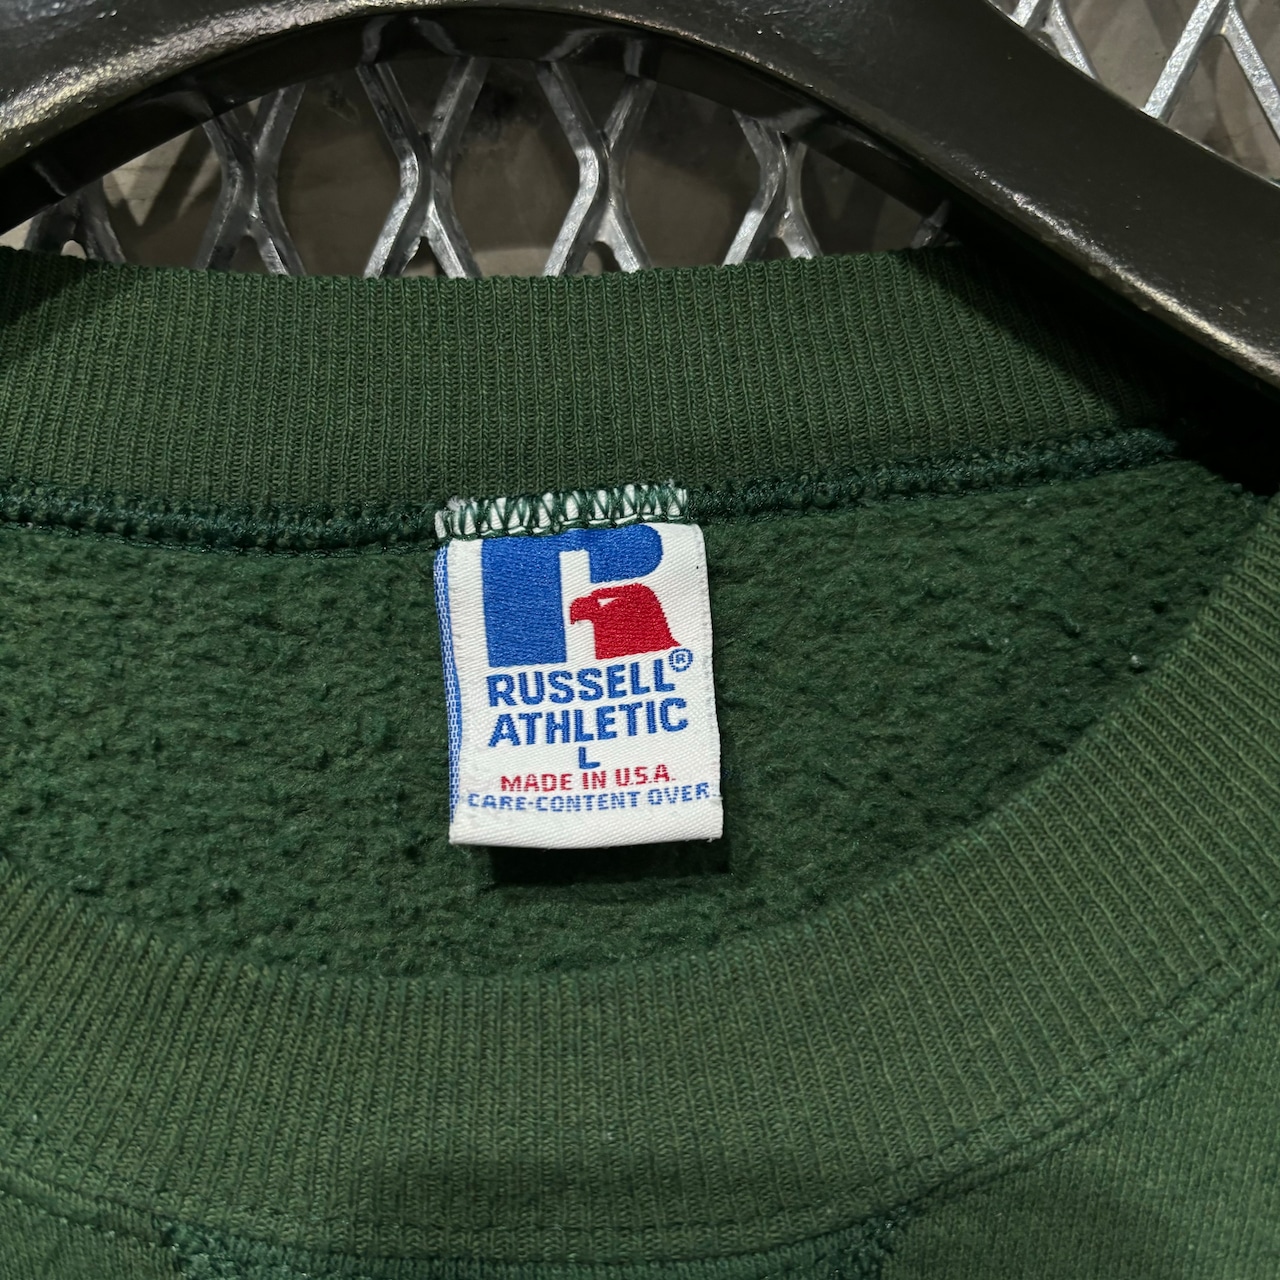 RUSSELL®
ATHLETIC
L
MADE IN U.S.A.
CARE-CONTENT OVER